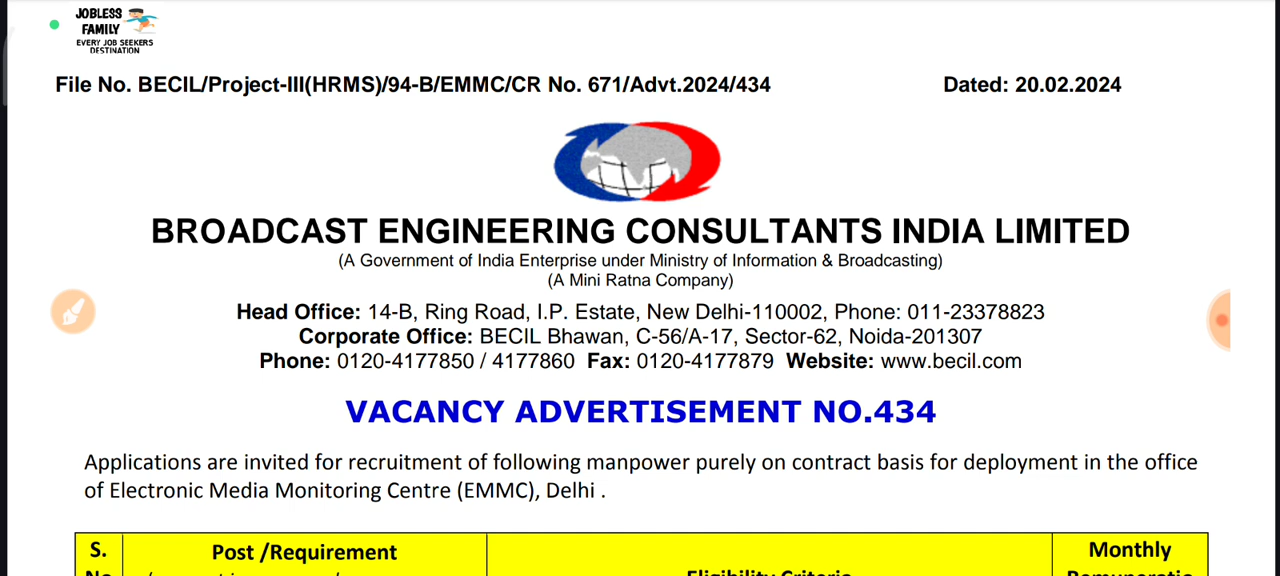 JOBLESS
FAMILY
EVERY JOB SEEKERS
DESTINATION
File No. BECIL/Project-III(HRMS)/94-B/EMMC/CR No. 671/Advt.2024/434 Dated: 20.02.2024
BROADCAST ENGINEERING CONSULTANTS INDIA LIMITED
(A Government of India Enterprise under Ministry of Information & Broadcasting)
(A Mini Ratna Company)
Head Office: 14-B, Ring Road, I.P. Estate, New Delhi-110002, Phone: 011-23378823
Corporate Office: BECIL Bhawan, C-56/A-17, Sector-62, Noida-201307
Phone: 0120-4177850 / 4177860 Fax: 0120-4177879 Website: www.becil.com
VACANCY ADVERTISEMENT NO.434
Applications are invited for recruitment of following manpower purely on contract basis for deployment in the office
of Electronic Media Monitoring Centre (EMMC), Delhi .
S. Post /Requirement Monthly
No Eligibility Criteria Remuneratio